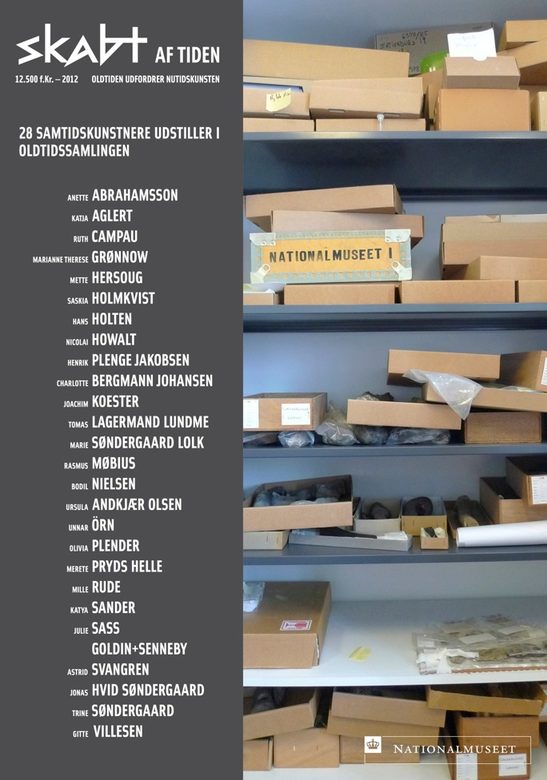 skabt AF TIDEN
12.500 f.Kr. – 2012 OLDTIDEN UDFORDRER NUTIDSKUNSTEN
28 SAMTIDSKUNSTNERE UDSTILLER I
OLDTIDSSAMLINGEN
ANETTE ABRAHAMSSON
KATJA AGLERT
RUTH CAMPAU
MARIANNE THERESE GRØNNOW
METTE HERSOUG
SASKIA HOLMKVIST
HANS HOLTEN
NICOLAI HOWALT
HENRIK PLENGE JAKOBSEN
CHARLOTTE BERGMANN JOHANSEN
JOACHIM KOESTER
TOMAS LAGERMAND LUNDME
MARIE SØNDERGAARD LOLK
RASMUS MØBIUS
BODIL NIELSEN
URSULA ANDKJÆR OLSEN
UNNAR ÖRN
OLIVIA PLENDER
MERETE PRYDS HELLE
MILLE RUDE
KATYA SANDER
JULIE SASS
GOLDIN+SENNEBY
ASTRID SVANGREN
JONAS HVID SØNDERGAARD
TRINE SØNDERGAARD
GITTE VILLESEN
NATIONALMUSEET I
NATIONALMUSEET